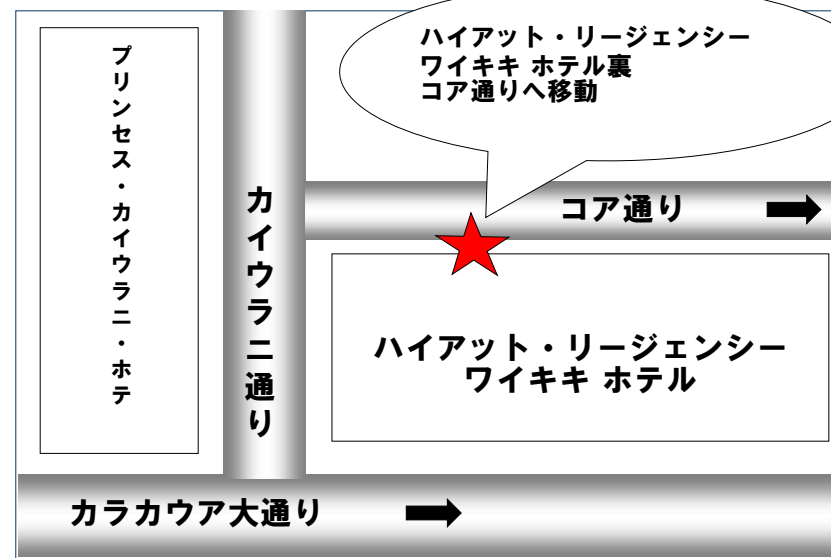 プリンセス・カイウラニ・ホテ
カイウラニ通り
ハイアット・リージェンシー
ワイキキ ホテル裏
コア通りへ移動
コア通り
ハイアット・リージェンシー
ワイキキ ホテル
カラカウア大通り